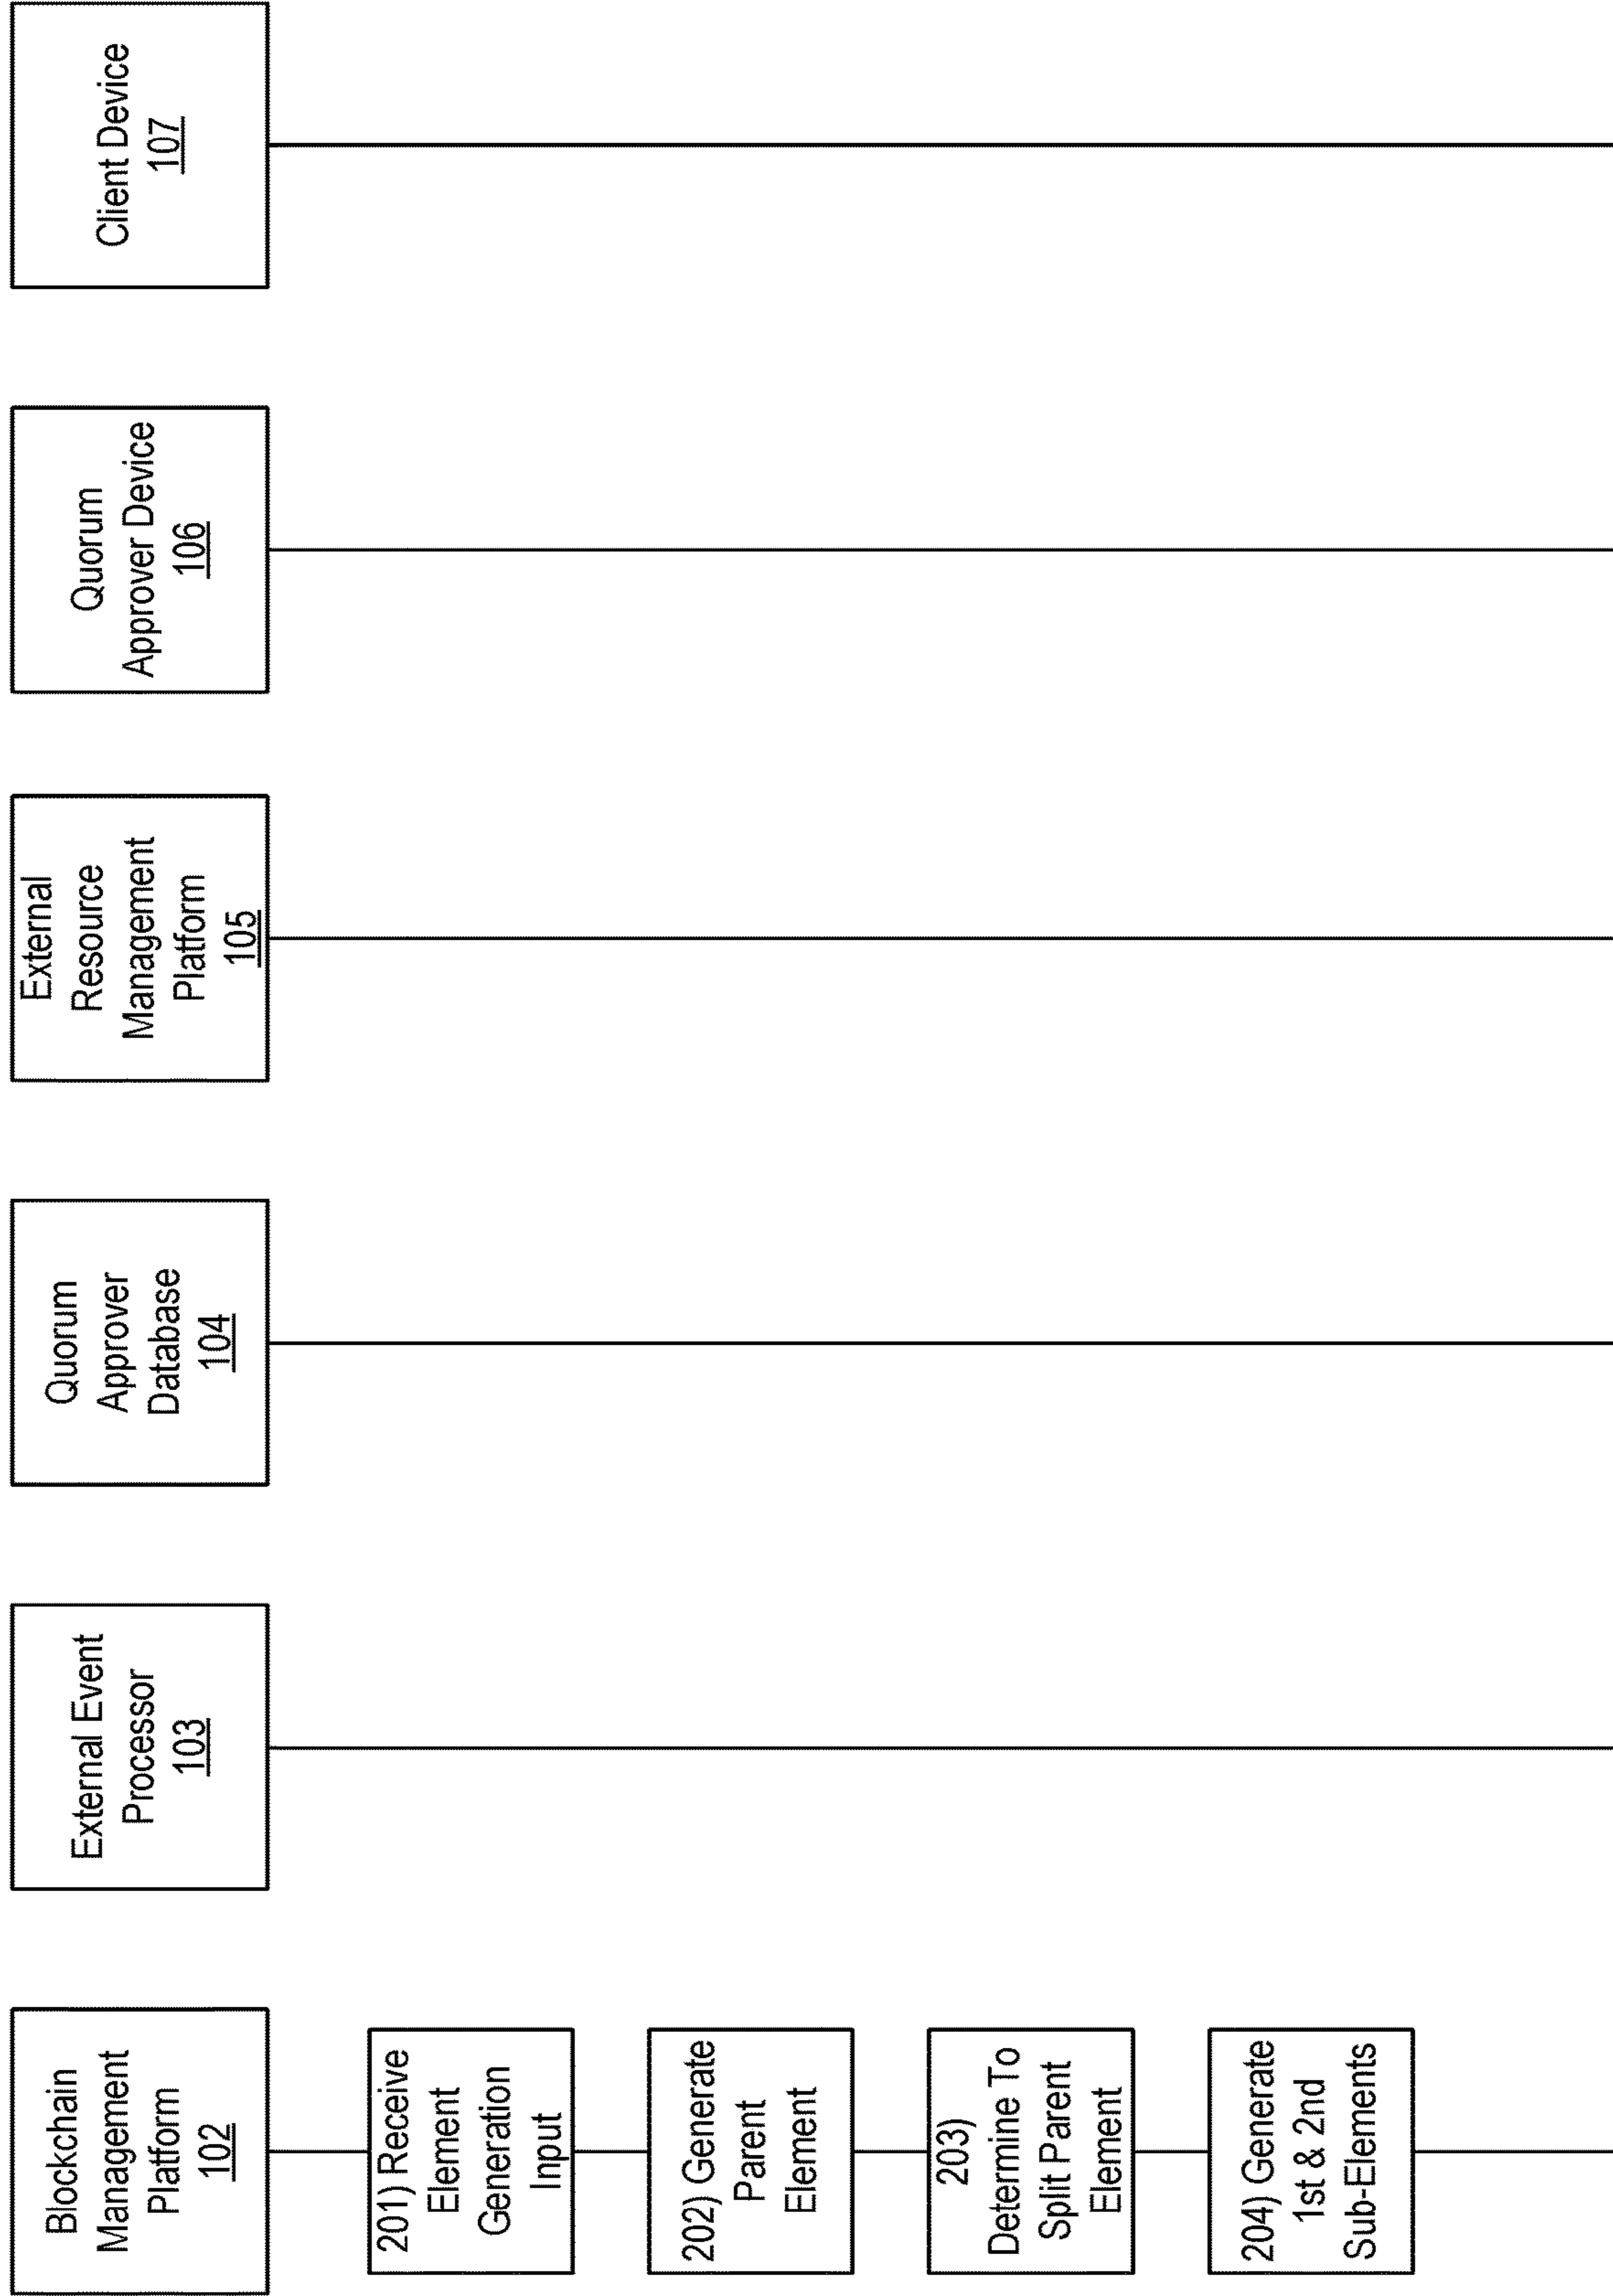 Blockchain
Management
Platform
102
External Event
Processor
103
Quorum
Approver
Database
104
External
Resource
Management
Platform
105
Quorum
Approver Device
106
Client Device
107
201) Receive
Element
Generation
Input
202) Generate
Parent
Element
203)
Determine To
Split Parent
Element
204) Generate
1st & 2nd
Sub-Elements